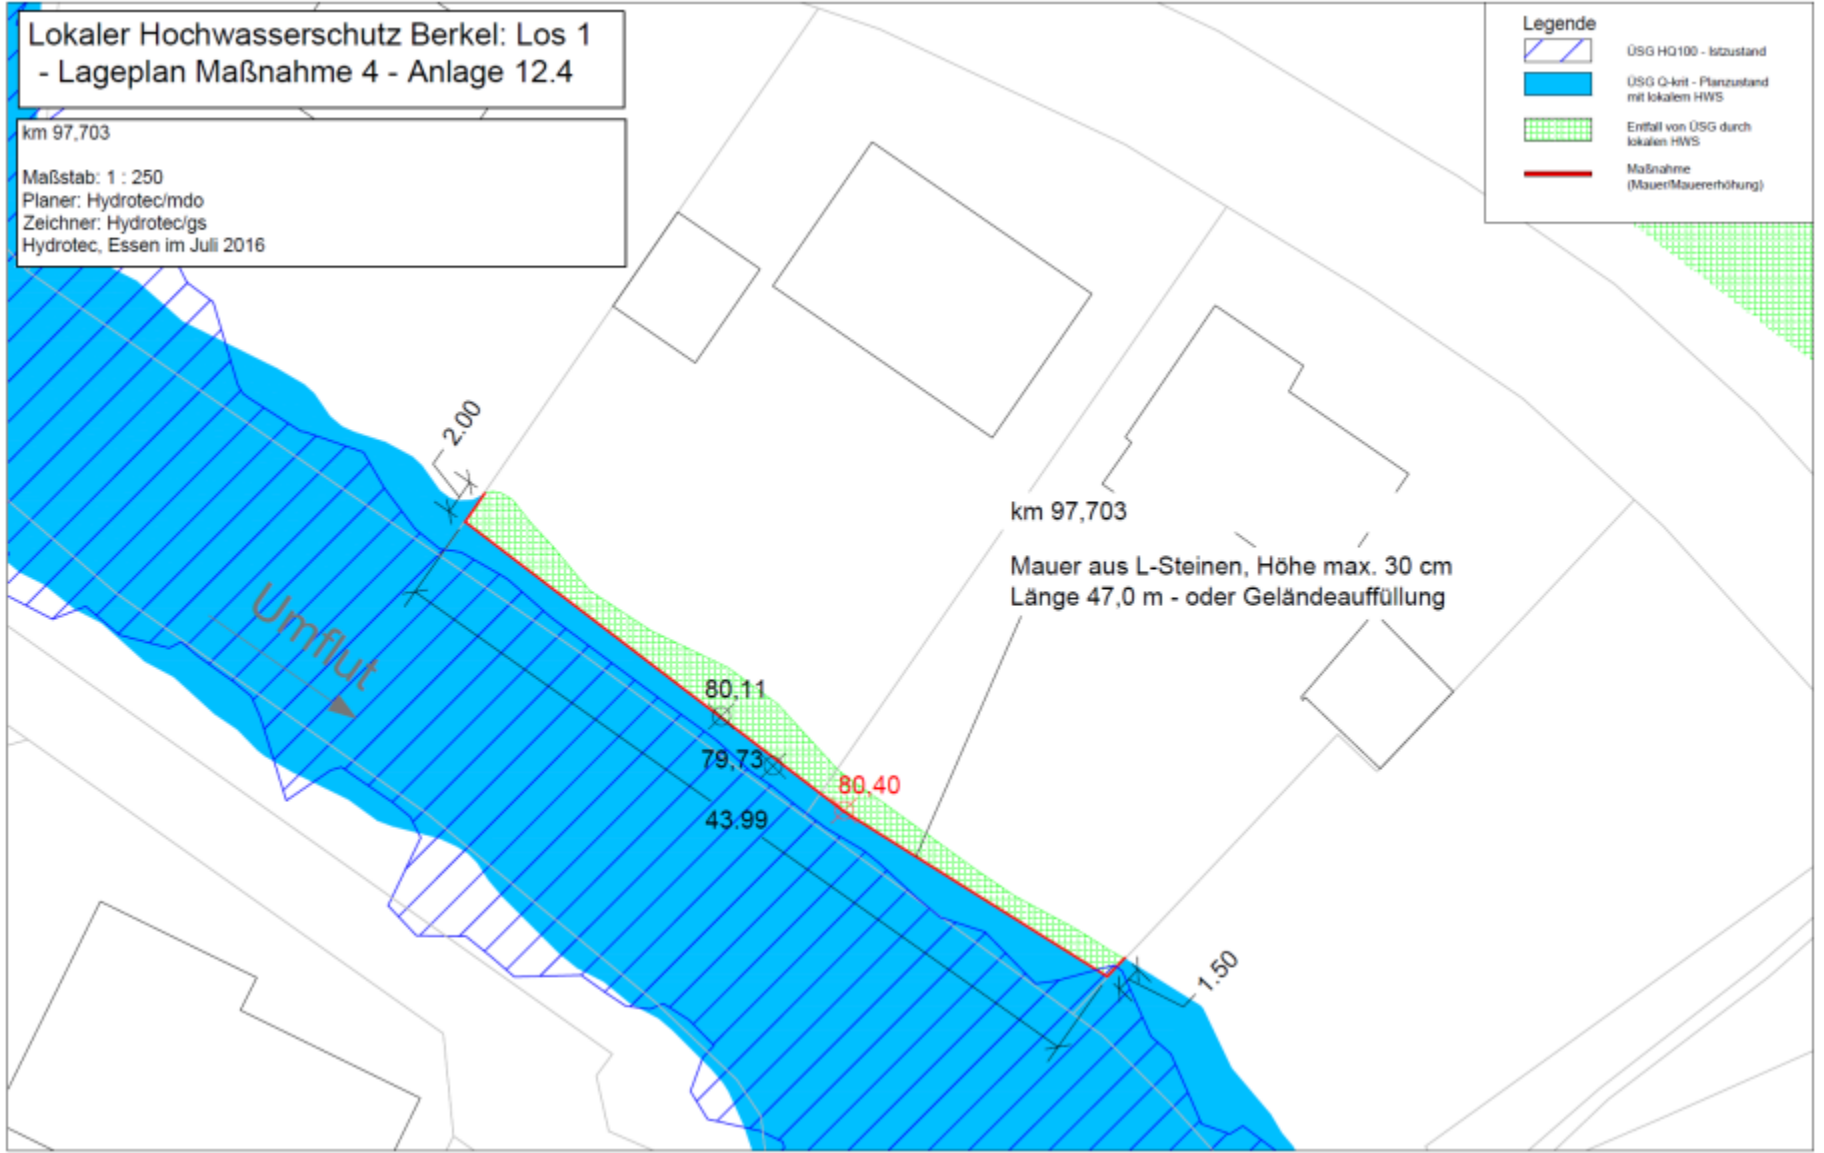 Lokaler Hochwasserschutz Berkel: Los 1
- Lageplan Maßnahme 4 - Anlage 12.4
km 97,703
Maßstab: 1 : 250
Planer: Hydrotec/mdo
Zeichner: Hydrotec/gs
Hydrotec, Essen im Juli 2016
Legende
ÜSG HQ100 - Istzustand
ÜSG Q-krit - Planzustand
mit lokalem HWS
Entfall von ÜSG durch
lokalen HWS
Maßnahme
(Mauer/Mauererhöhung)
2.00
km 97,703
Mauer aus L-Steinen, Höhe max. 30 cm
Länge 47,0 m - oder Geländeauffüllung
Umflut
80,11
79,73
80,40
43.99
1.50